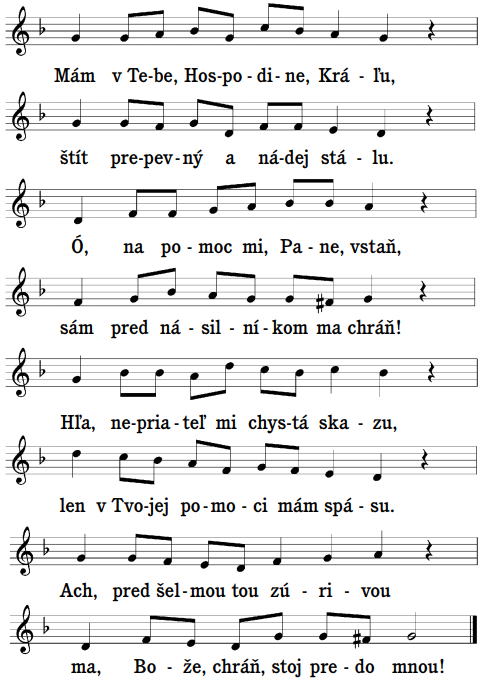 Mám v Te-be, Hos-po-di-ne, Krá-ľu,
štít pre-pev-ný a ná-dej stá-lu.
Ó, na po-moc mi, Pa-ne, vstaň,
sám pred ná-sil-ní-kom ma chráň!
Hľa, ne-pria-teľ mi chys-tá ska-zu,
len v Tvo-jej po-mo-ci mám spá-su.
Ach, pred šel-mou tou zú-ri-vou
ma, Bo-že, chráň, stoj pre-do mnou!